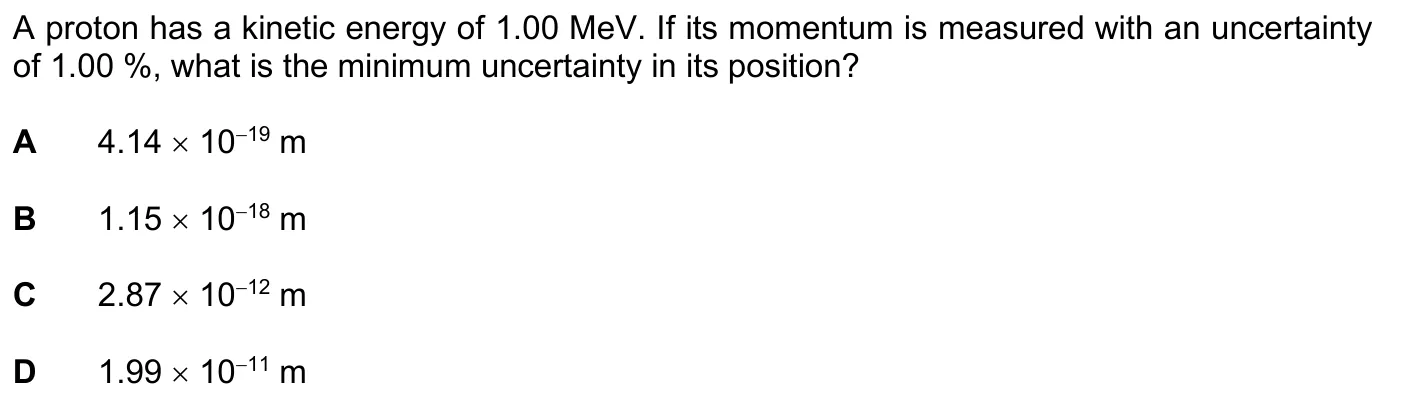 A proton has a kinetic energy of 1.00 MeV. If its momentum is measured with an uncertainty
of 1.00 %, what is the minimum uncertainty in its position?
A 4.14 × 10⁻¹⁹ m
B 1.15 × 10⁻¹⁸ m
C 2.87 × 10⁻¹² m
D 1.99 × 10⁻¹¹ m